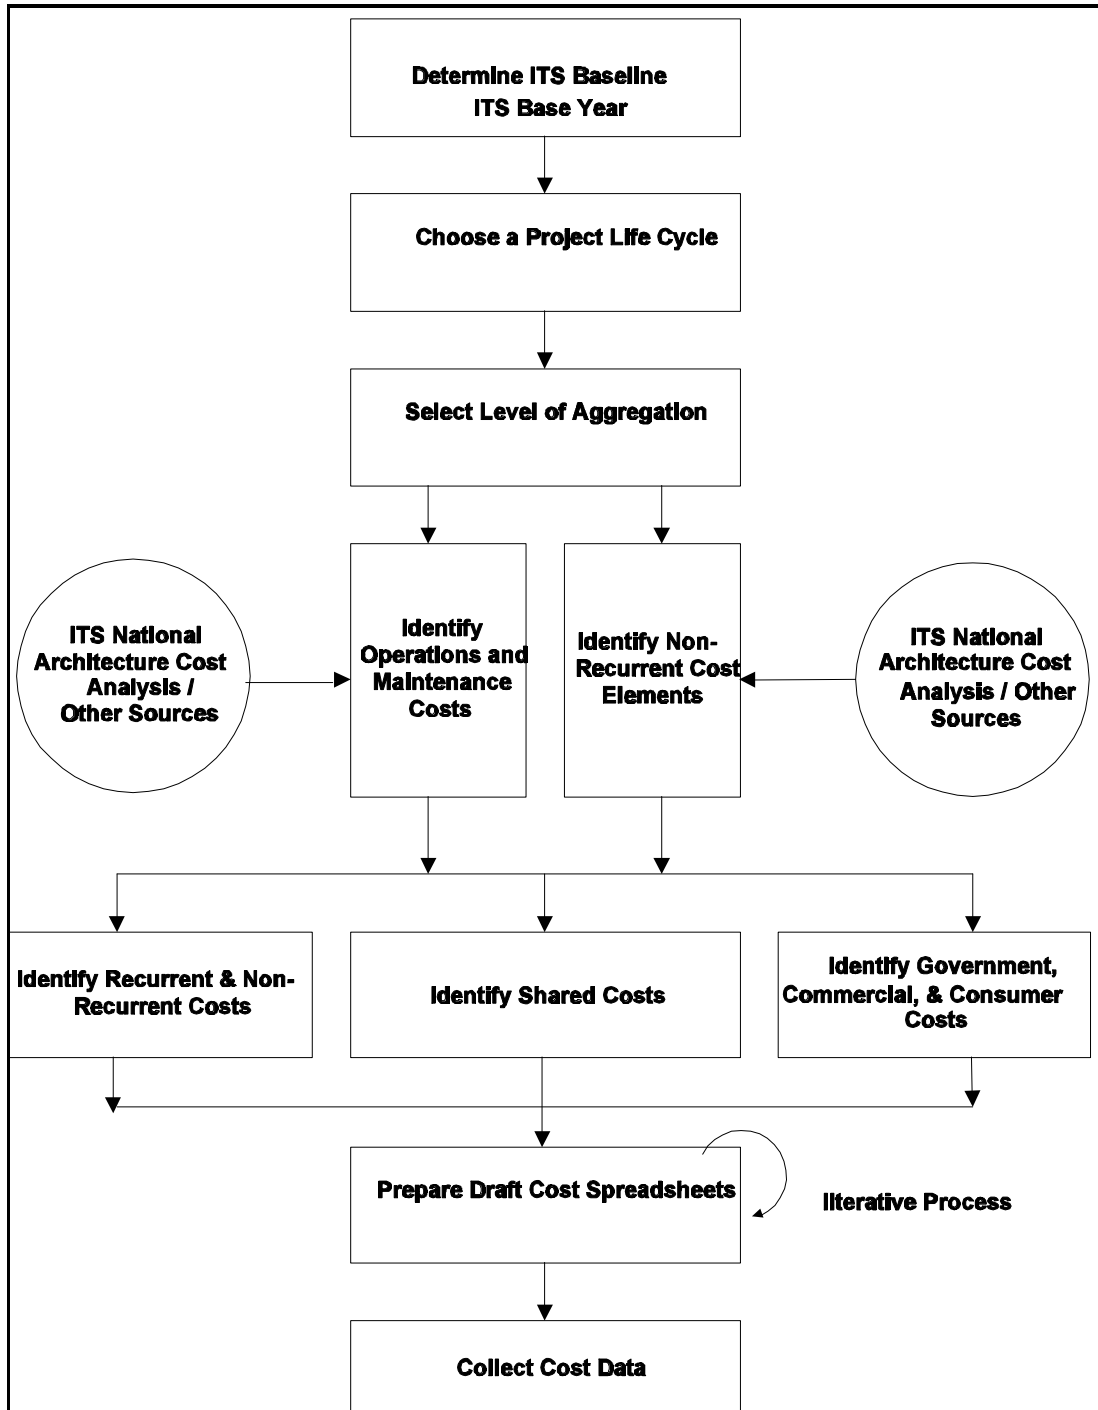 Determine ITS Baseline
ITS Base Year
Choose a Project Life Cycle
Select Level of Aggregation
ITS National
Architecture Cost
Analysis /
Other Sources
Identify
Operations and
Maintenance
Costs
Identify Non-
Recurrent Cost
Elements
ITS National
Architecture Cost
Analysis / Other
Sources
Identify Recurrent & Non-
Recurrent Costs
Identify Shared Costs
Identify Government,
Commercial, & Consumer
Costs
Prepare Draft Cost Spreadsheets
IIterative Process
Collect Cost Data